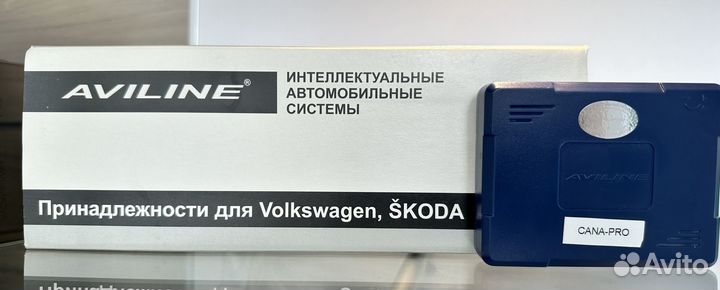 AVILINE®
ИНТЕЛЛЕКТУАЛЬНЫЕ
АВТОМОБИЛЬНЫЕ
СИСТЕМЫ
Принадлежности для Volkswagen, ŠKODA
AVILINE
CANA-PRO
Avito